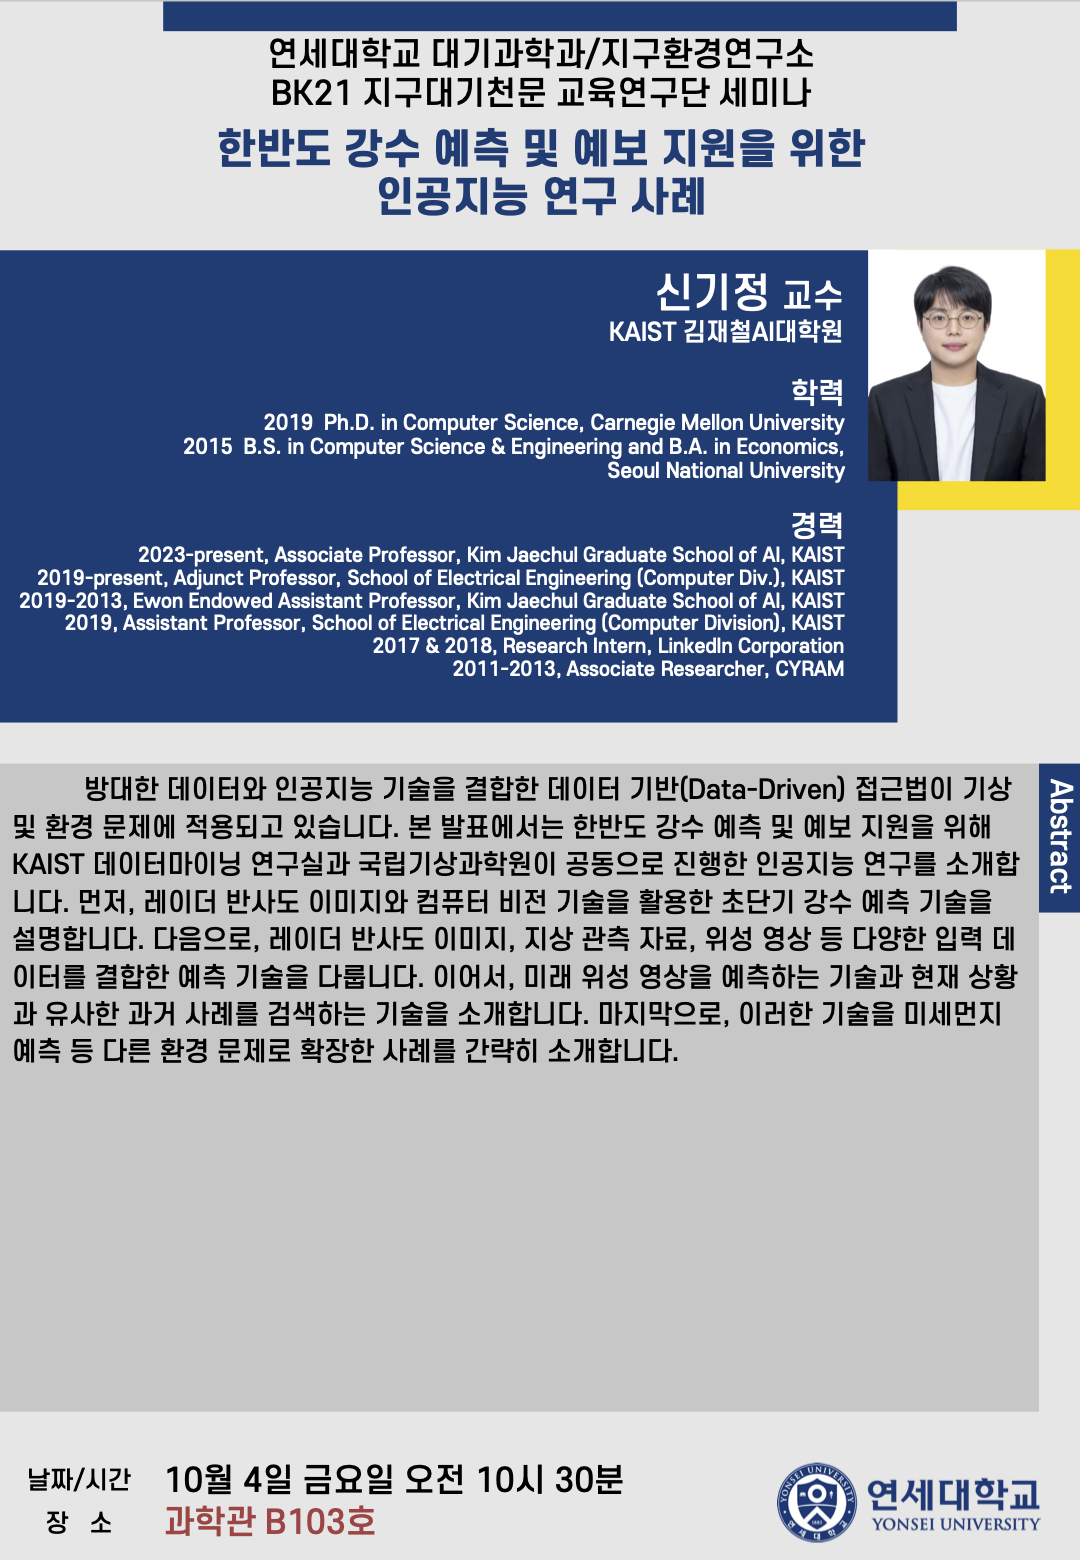 연세대학교 대기과학과/지구환경연구소
BK21 지구대기천문 교육연구단 세미나
한반도 강수 예측 및 예보 지원을 위한
인공지능 연구 사례
신기정 교수
KAIST 김재철AI대학원
학력
2019 Ph.D. in Computer Science, Carnegie Mellon University
2015 B.S. in Computer Science & Engineering and B.A. in Economics,
Seoul National University
경력
2023-present, Associate Professor, Kim Jaechul Graduate School of AI, KAIST
2019-present, Adjunct Professor, School of Electrical Engineering (Computer Div.), KAIST
2019-2013, Ewon Endowed Assistant Professor, Kim Jaechul Graduate School of AI, KAIST
2019, Assistant Professor, School of Electrical Engineering (Computer Division), KAIST
2017 & 2018, Research Intern, LinkedIn Corporation
2011-2013, Associate Researcher, CYRAM
Abstract
방대한 데이터와 인공지능 기술을 결합한 데이터 기반(Data-Driven) 접근법이 기상
및 환경 문제에 적용되고 있습니다. 본 발표에서는 한반도 강수 예측 및 예보 지원을 위해
KAIST 데이터마이닝 연구실과 국립기상과학원이 공동으로 진행한 인공지능 연구를 소개합
니다. 먼저, 레이더 반사도 이미지와 컴퓨터 비전 기술을 활용한 초단기 강수 예측 기술을
설명합니다. 다음으로, 레이더 반사도 이미지, 지상 관측 자료, 위성 영상 등 다양한 입력 데
이터를 결합한 예측 기술을 다룹니다. 이어서, 미래 위성 영상을 예측하는 기술과 현재 상황
과 유사한 과거 사례를 검색하는 기술을 소개합니다. 마지막으로, 이러한 기술을 미세먼지
예측 등 다른 환경 문제로 확장한 사례를 간략히 소개합니다.
날짜/시간 10월 4일 금요일 오전 10시 30분
장 소 과학관 B103호
YONSEI UNIVERSITY
1885
연세대학교
연세대학교
YONSEI UNIVERSITY